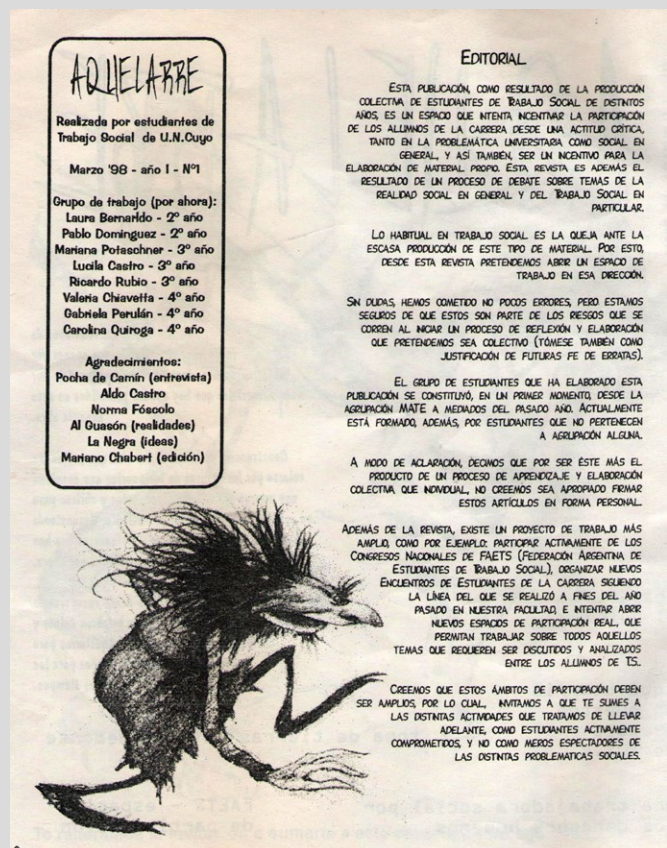 AQUELARRE
Realizada por estudiantes de
Trabajo Social de U.N.Cuyo
Marzo '98 - año I - Nº1
Grupo de trabajo (por ahora):
Laura Bernardo - 2º año
Pablo Dominguez - 2º año
Mariana Potaschner - 3º año
Lucila Castro - 3º año
Ricardo Rubio - 3º año
Valeria Chiavetta - 4º año
Gabriela Perulán - 4º año
Carolina Quiroga - 4º año
Agradecimientos:
Pocha de Camín (entrevista)
Aldo Castro
Norma Fóscolo
Al Guasón (realidades)
La Negra (ideas)
Mariano Chabert (edición)
EDITORIAL
ESTA PUBLICACIÓN, COMO RESULTADO DE LA PRODUCCIÓN
COLECTIVA DE ESTUDIANTES DE TRABAJO SOCIAL DE DISTINTOS
AÑOS, ES UN ESPACIO QUE INTENTA INCENTIVAR LA PARTICIPACIÓN
DE LOS ALUMNOS DE LA CARRERA DESDE UNA ACTITUD CRÍTICA,
TANTO EN LA PROBLEMÁTICA UNIVERSITARIA COMO SOCIAL EN
GENERAL, Y ASÍ TAMBIÉN, SER UN INCENTIVO PARA LA
ELABORACIÓN DE MATERIAL PROPIO. ESTA REVISTA ES ADEMÁS EL
RESULTADO DE UN PROCESO DE DEBATE SOBRE TEMAS DE LA
REALIDAD SOCIAL EN GENERAL Y DEL TRABAJO SOCIAL EN
PARTICULAR.
LO HABITUAL EN TRABAJO SOCIAL ES LA QUEJA ANTE LA
ESCASA PRODUCCIÓN DE ESTE TIPO DE MATERIAL. POR ESTO,
DESDE ESTA REVISTA PRETENDEMOS ABRIR UN ESPACIO DE
TRABAJO EN ESA DIRECCIÓN.
SIN DUDAS, HEMOS COMETIDO NO POCOS ERRORES, PERO ESTAMOS
SEGUROS DE QUE ESTOS SON PARTE DE LOS RIESGOS QUE SE
CORREN AL INICIAR UN PROCESO DE REFLEXIÓN Y ELABORACIÓN
QUE PRETENDEMOS SEA COLECTIVO (TÓMESE TAMBIÉN COMO
JUSTIFICACIÓN DE FUTURAS FE DE ERRATAS).
EL GRUPO DE ESTUDIANTES QUE HA ELABORADO ESTA
PUBLICACIÓN SE CONSTITUYÓ, EN UN PRIMER MOMENTO, DESDE LA
AGRUPACIÓN MATE A MEDIADOS DEL PASADO AÑO. ACTUALMENTE
ESTÁ FORMADO, ADEMÁS, POR ESTUDIANTES QUE NO PERTENECEN
A AGRUPACIÓN ALGUNA.
A MODO DE ACLARACIÓN, DECIMOS QUE POR SER ÉSTE MÁS EL
PRODUCTO DE UN PROCESO DE APRENDIZAJE Y ELABORACIÓN
COLECTIVA QUE INDIVIDUAL, NO CREEMOS SEA APROPIADO FIRMAR
ESTOS ARTÍCULOS EN FORMA PERSONAL.
ADEMÁS DE LA REVISTA, EXISTE UN PROYECTO DE TRABAJO MÁS
AMPLIO, COMO POR EJEMPLO: PARTICIPAR ACTIVAMENTE DE LOS
CONGRESOS NACIONALES DE FAETS (FEDERACIÓN ARGENTINA DE
ESTUDIANTES DE TRABAJO SOCIAL), ORGANIZAR NUEVOS
ENCUENTROS DE ESTUDIANTES DE LA CARRERA SIGUIENDO
LA LÍNEA DEL QUE SE REALIZÓ A FINES DEL AÑO
PASADO EN NUESTRA FACULTAD, E INTENTAR ABRIR
NUEVOS ESPACIOS DE PARTICIPACIÓN REAL, QUE
PERMITAN TRABAJAR SOBRE TODOS AQUELLOS
TEMAS QUE REQUIEREN SER DISCUTIDOS Y ANALIZADOS
ENTRE LOS ALUMNOS DE TS.
CREEMOS QUE ESTOS ÁMBITOS DE PARTICIPACIÓN DEBEN
SER AMPLIOS, POR LO CUAL, INVITAMOS A QUE TE SUMES A
LAS DISTINTAS ACTIVIDADES QUE TRATAMOS DE LLEVAR
ADELANTE, COMO ESTUDIANTES ACTIVAMENTE
COMPROMETIDOS, Y NO COMO MEROS ESPECTADORES DE
LAS DISTINTAS PROBLEMATICAS SOCIALES.